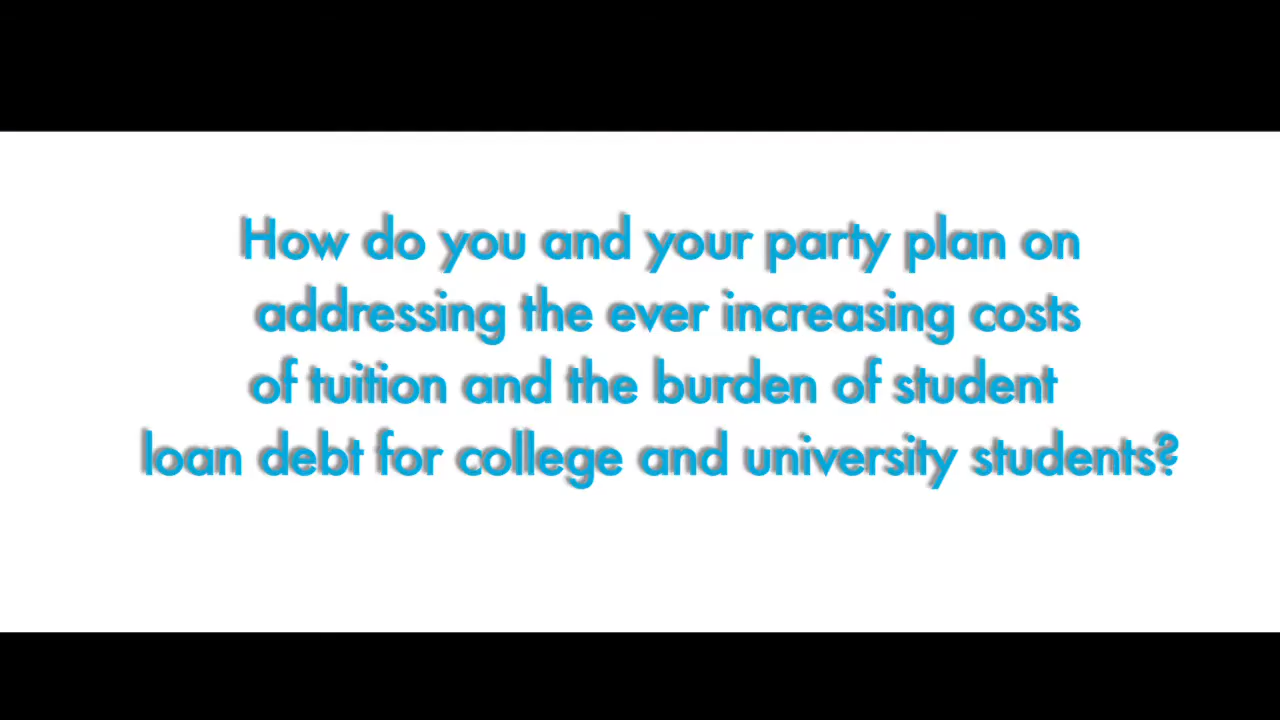 How do you and your party plan on
addressing the ever increasing costs
of tuition and the burden of student
loan debt for college and university students?